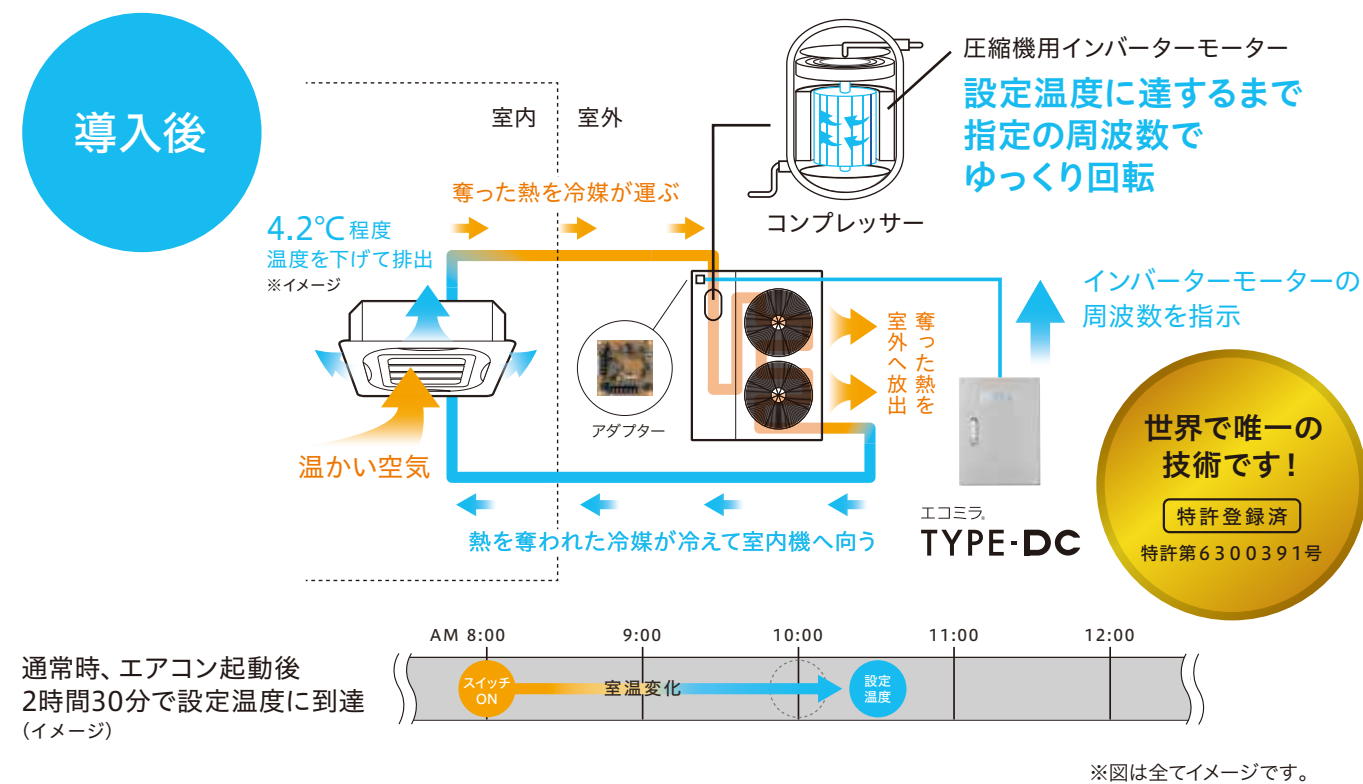 導入後
室内
室外
圧縮機用インバーターモーター
設定温度に達するまで
指定の周波数で
ゆっくり回転
コンプレッサー
奪った熱を冷媒が運ぶ
4.2℃程度
温度を下げて排出
※イメージ
インバーターモーターの
周波数を指示
奪った熱を
室外へ放出
アダプター
温かい空気
世界で唯一の
技術です!
特許登録済
特許第6300391号
エコミラ®
TYPE-DC
熱を奪われた冷媒が冷えて室内機へ向う
AM 8:00
9:00
10:00
11:00
12:00
通常時、エアコン起動後
2時間30分で設定温度に到達
(イメージ)
スイッチ
ON
室温変化
設定
温度
※図は全てイメージです。